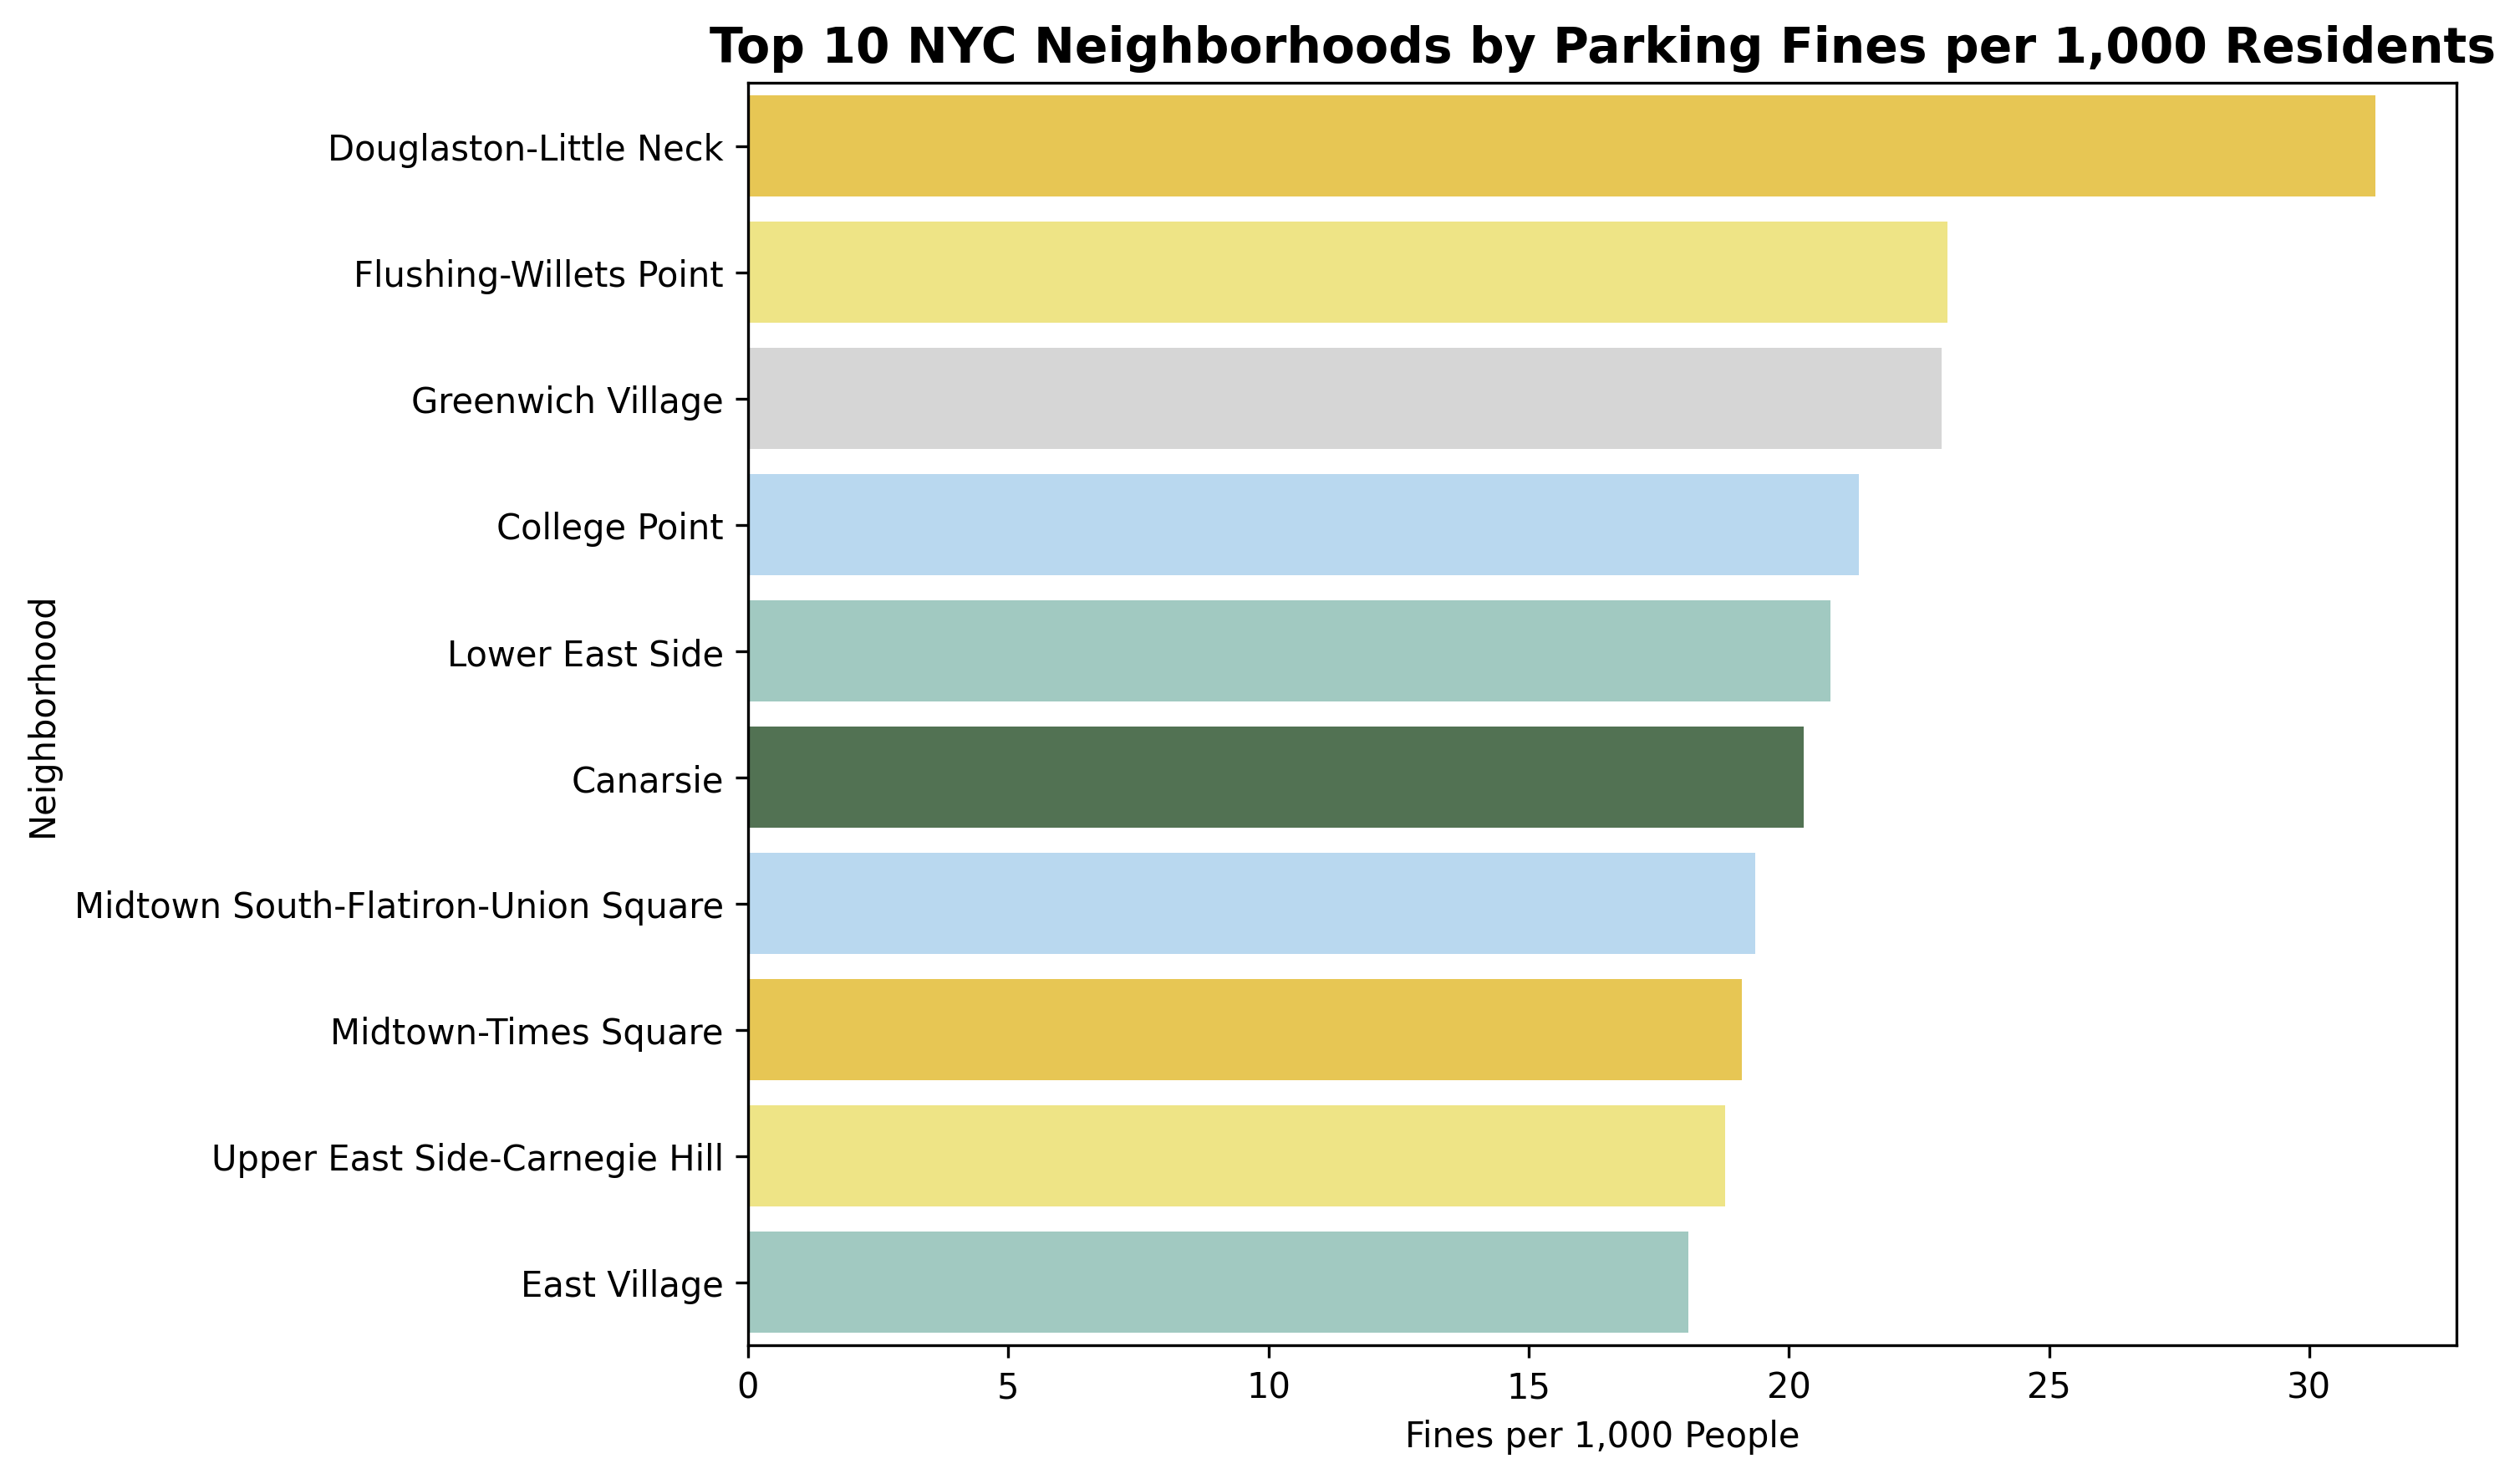 Top 10 NYC Neighborhoods by Parking Fines per 1,000 Residents
Neighborhood
Douglaston-Little Neck
Flushing-Willets Point
Greenwich Village
College Point
Lower East Side
Canarsie
Midtown South-Flatiron-Union Square
Midtown-Times Square
Upper East Side-Carnegie Hill
East Village
0 5 10 15 20 25 30
Fines per 1,000 People